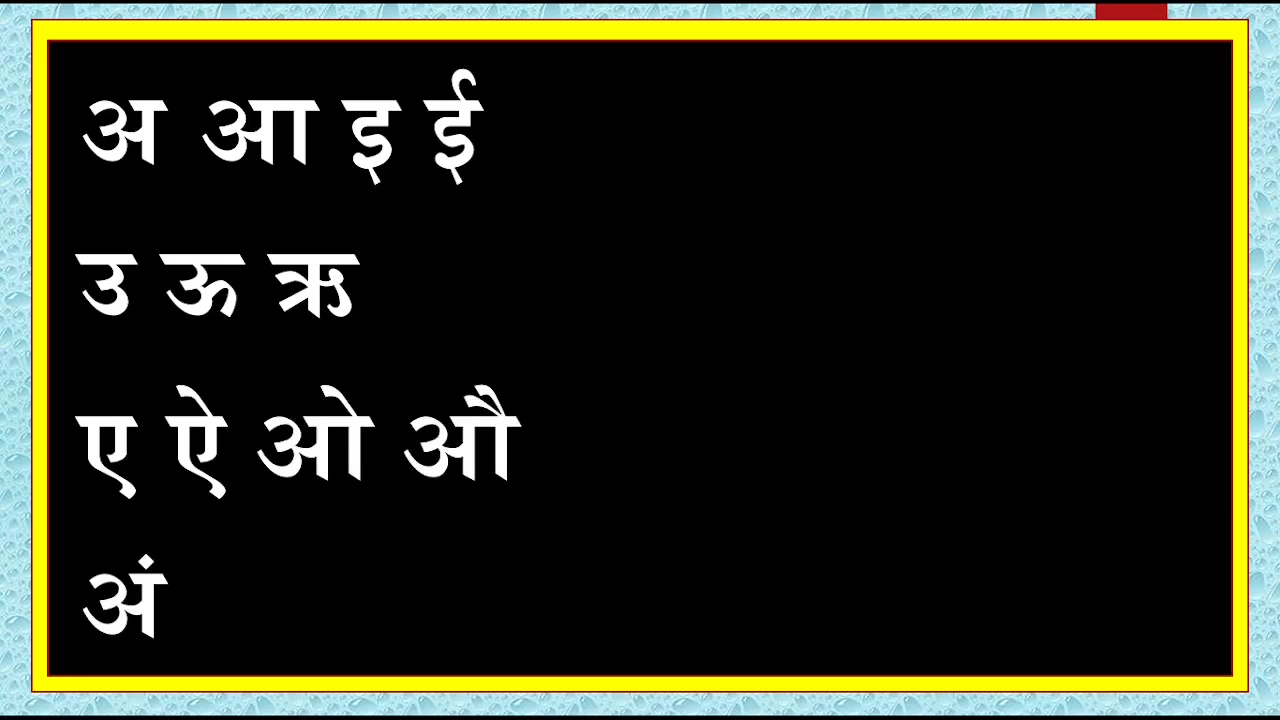 अ आ इ ई
उ ऊ ऋ
ए ऐ ओ औ
अं